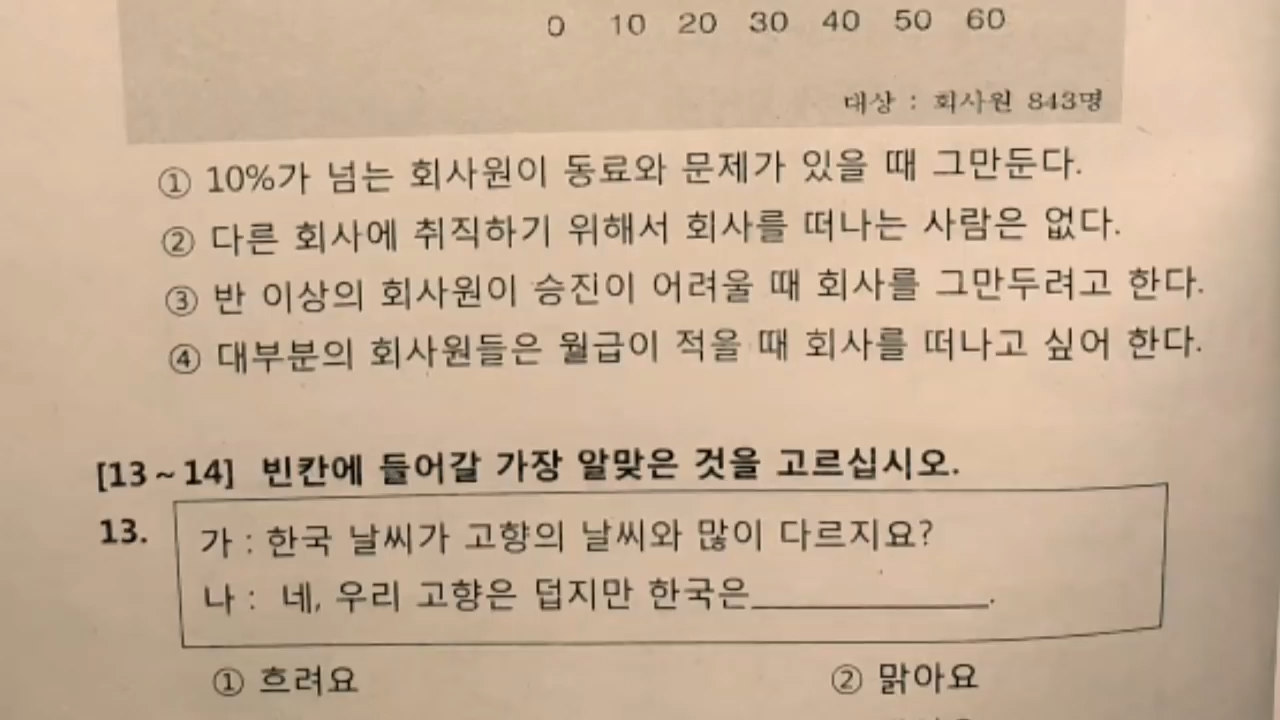 0 10 20 30 40 50 60
대상 : 회사원 843명
① 10%가 넘는 회사원이 동료와 문제가 있을 때 그만둔다.
② 다른 회사에 취직하기 위해서 회사를 떠나는 사람은 없다.
③ 반 이상의 회사원이 승진이 어려울 때 회사를 그만두려고 한다.
④ 대부분의 회사원들은 월급이 적을 때 회사를 떠나고 싶어 한다.
[13 ~ 14] 빈칸에 들어갈 가장 알맞은 것을 고르십시오.
13.
가 : 한국 날씨가 고향의 날씨와 많이 다르지요?
나 : 네, 우리 고향은 덥지만 한국은____________.
① 흐려요 ② 맑아요